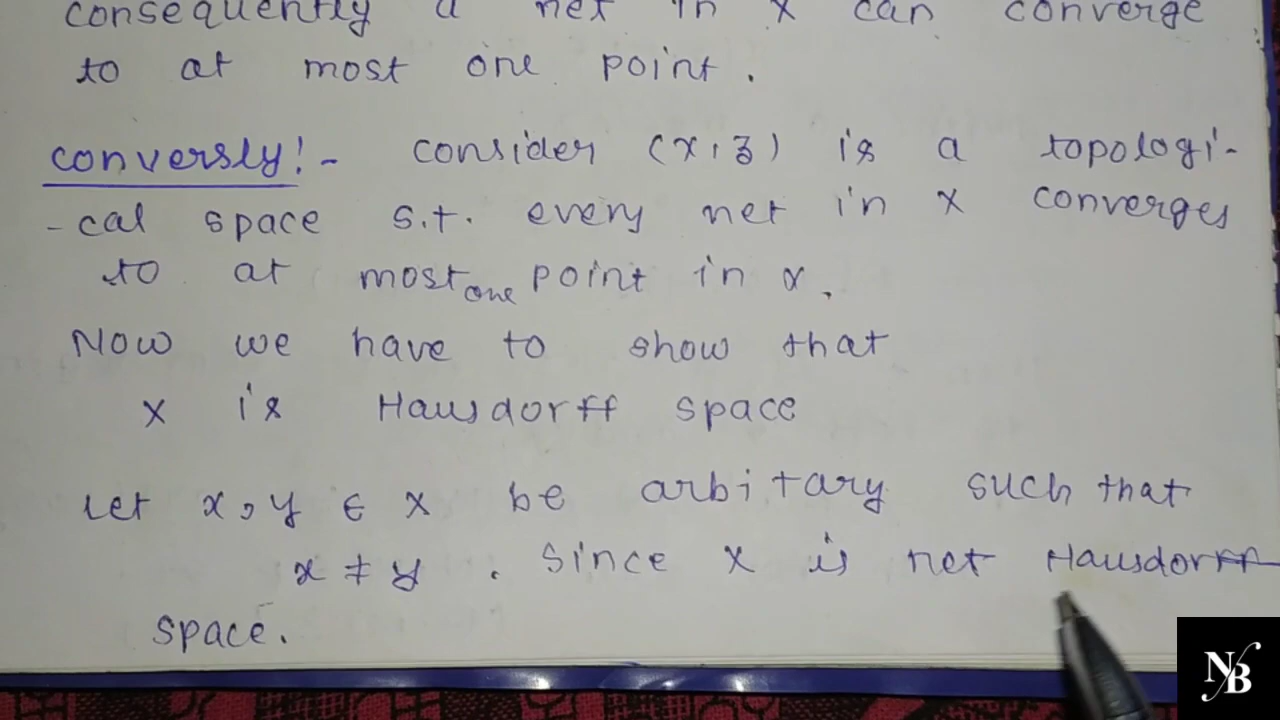 consequently a net in X can converge
to at most one point.
conversly!- consider (X, ℨ) is a topologi-
-cal space s.t. every net in X converges
to at most one point in X.
Now we have to show that
X is Hausdorff space
Let x, y ∈ X be arbitary such that
x ≠ y. Since X is net Hausdorff
space.
NB